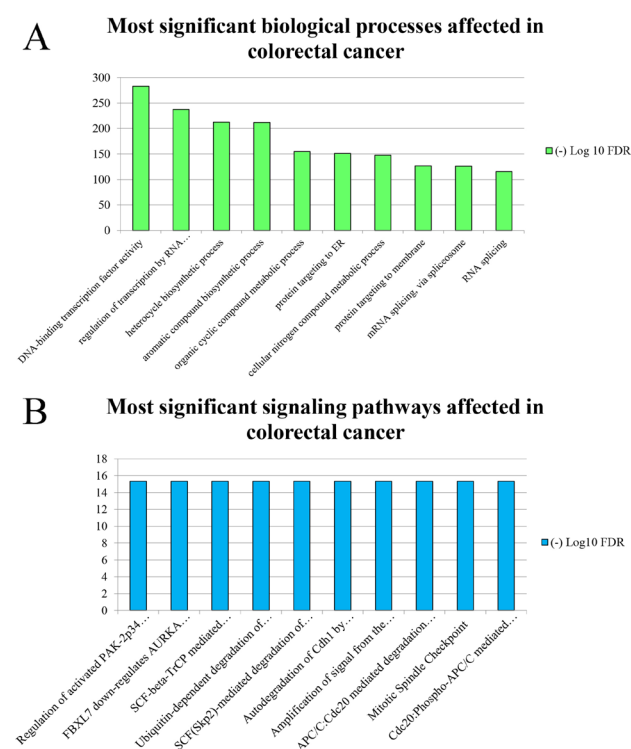 A
Most significant biological processes affected in
colorectal cancer
300
250
200
150
100
50
0
(-) Log 10 FDR
DNA-binding transcription factor activity
regulation of transcription by RNA…
heterocycle biosynthetic process
aromatic compound biosynthetic process
organic cyclic compound metabolic process
protein targeting to ER
cellular nitrogen compound metabolic process
protein targeting to membrane
mRNA splicing, via spliceosome
RNA splicing
B
Most significant signaling pathways affected in
colorectal cancer
18
16
14
12
10
8
6
4
2
0
(-) Log10 FDR
Regulation of activated PAK-2p34…
FBXL7 down-regulates AURKA…
SCF-beta-TrCP mediated…
Ubiquitin-dependent degradation of…
SCF(Skp2)-mediated degradation of…
Autodegradation of Cdh1 by…
Amplification of signal from the…
APC/C:Cdc20 mediated degradation…
Mitotic Spindle Checkpoint
Cdc20:Phospho-APC/C mediated…